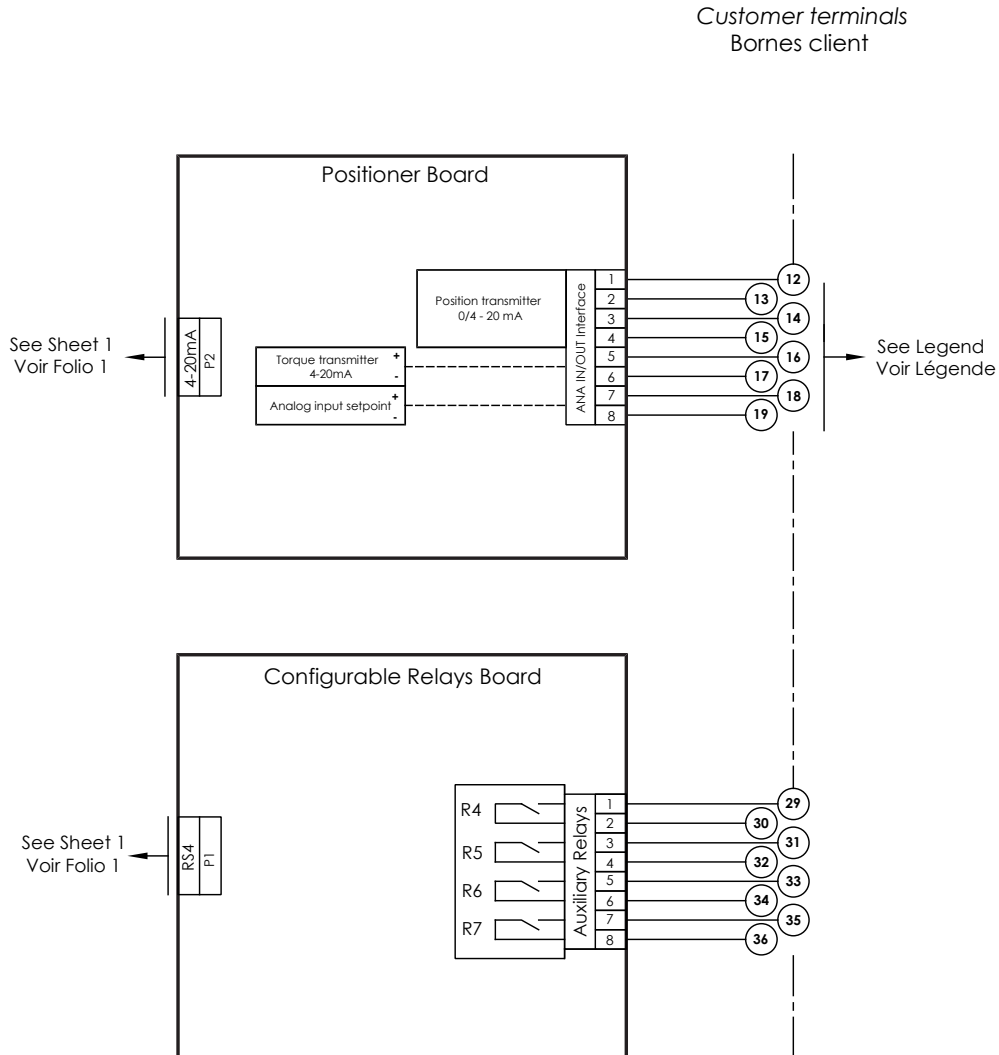 Customer terminals
Bornes client
Positioner Board
Position transmitter
0/4 - 20 mA
ANA IN/OUT Interface
1
2
3
4
5
6
7
8
12
13
14
15
16
17
18
19
See Sheet 1
Voir Folio 1
4-20mA
P2
Torque transmitter
4-20mA
+
-
Analog input setpoint
+
-
See Legend
Voir Légende
Configurable Relays Board
See Sheet 1
Voir Folio 1
RS4
P1
R4
R5
R6
R7
Auxiliary Relays
1
2
3
4
5
6
7
8
29
30
31
32
33
34
35
36